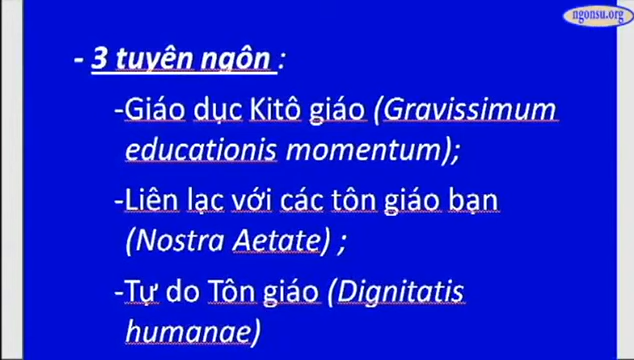 ngonsu.org
- 3 tuyên ngôn :
-Giáo dục Kitô giáo (Gravissimum
educationis momentum);
-Liên lạc với các tôn giáo bạn
(Nostra Aetate) ;
-Tự do Tôn giáo (Dignitatis
humanae)